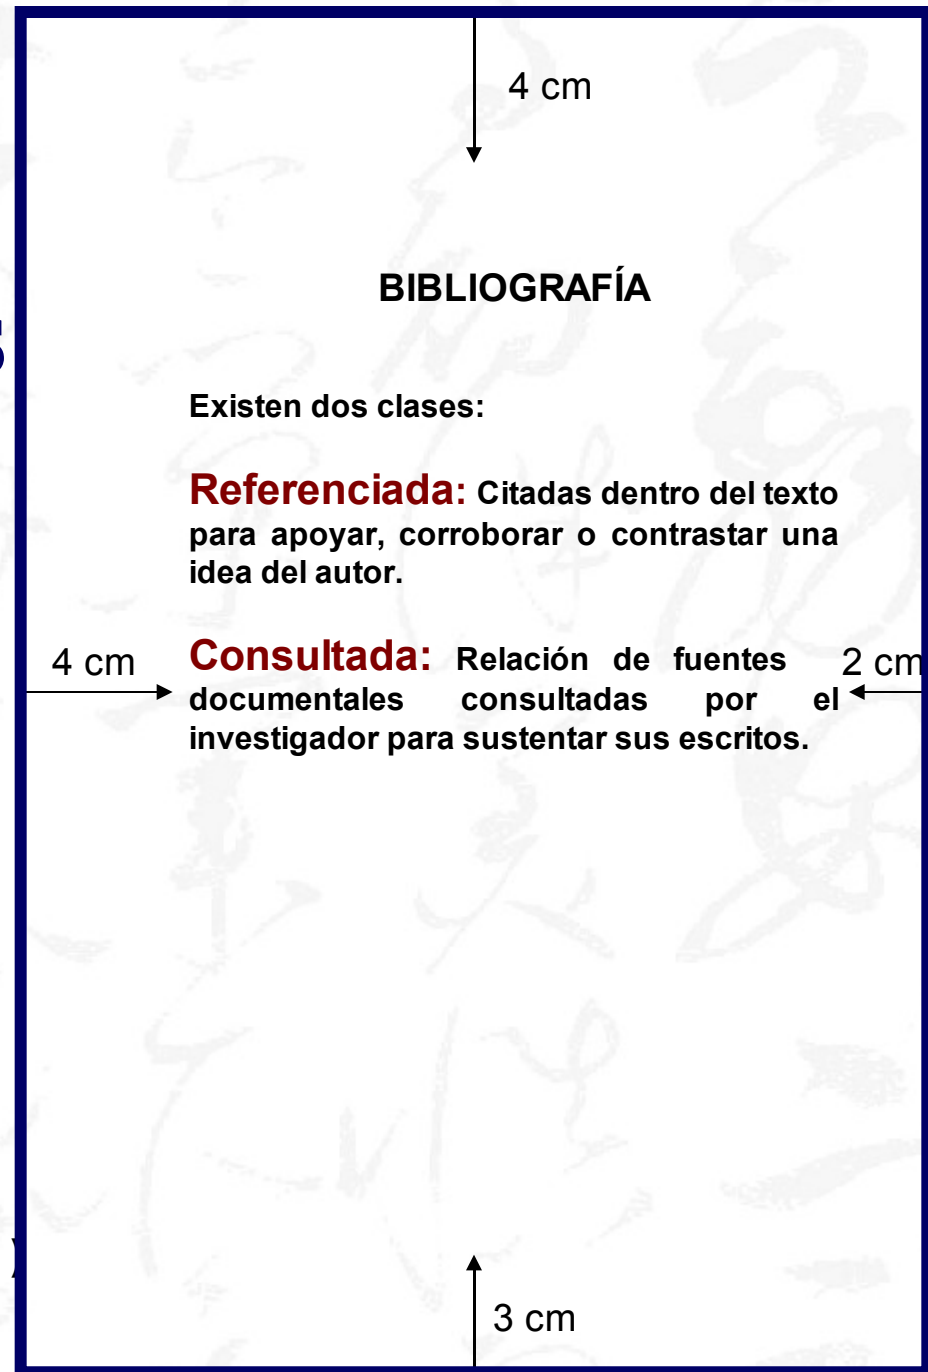 4 cm
BIBLIOGRAFÍA
Existen dos clases:
Referenciada: Citadas dentro del texto
para apoyar, corroborar o contrastar una
idea del autor.
4 cm
Consultada: Relación de fuentes
2 cm
documentales consultadas por el
investigador para sustentar sus escritos.
3 cm